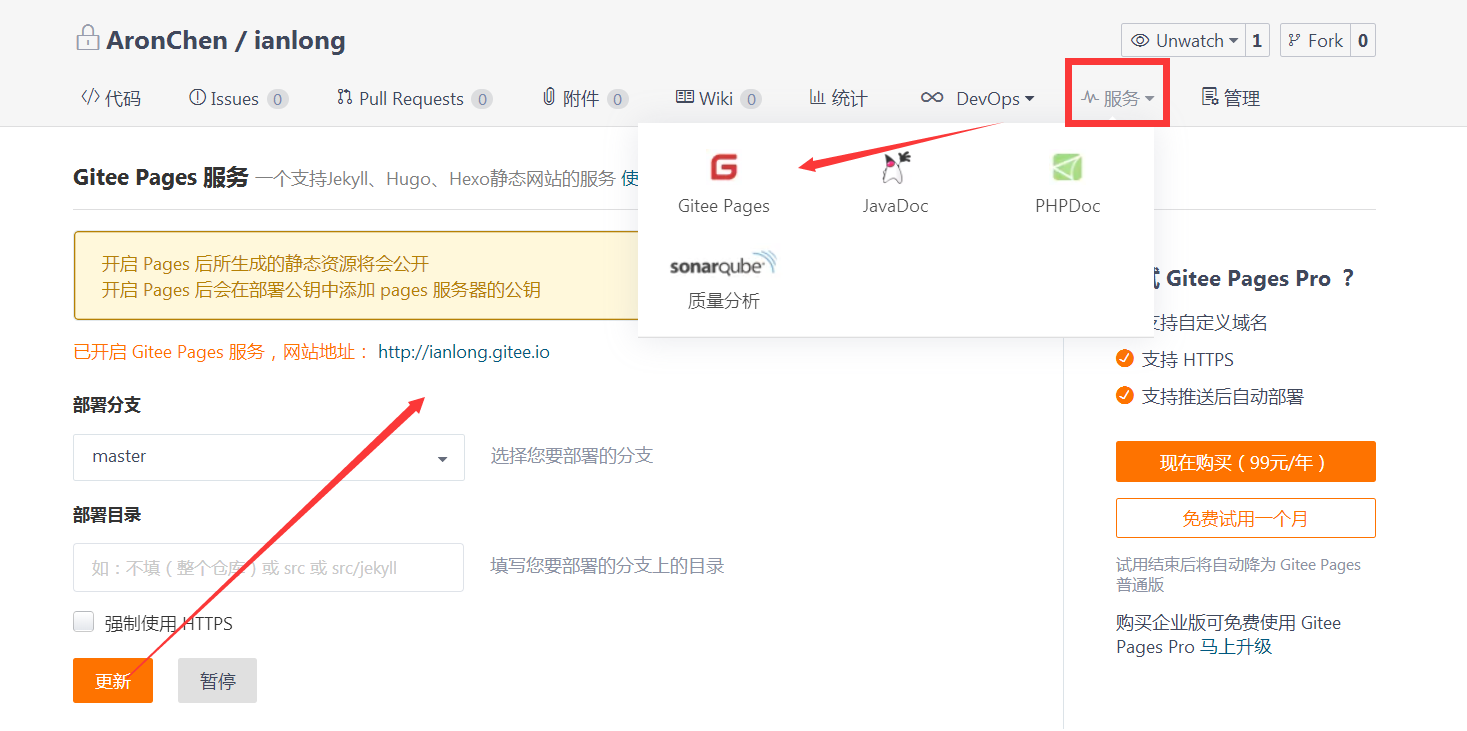 AronChen / ianlong
Unwatch 1
Fork 0
代码
Issues 0
Pull Requests 0
附件 0
Wiki 0
统计
DevOps
服务
管理
Gitee Pages
JavaDoc
PHPDoc
sonarqube
质量分析
Gitee Pages 服务 一个支持Jekyll、Hugo、Hexo静态网站的服务 使
开启 Pages 后所生成的静态资源将会公开
开启 Pages 后会在部署公钥中添加 pages 服务器的公钥
已开启 Gitee Pages 服务，网站地址： http://ianlong.gitee.io
部署分支
master
选择您要部署的分支
部署目录
如：不填（整个仓库）或 src 或 src/jekyll
填写您要部署的分支上的目录
强制使用 HTTPS
更新
暂停
Gitee Pages Pro ？
支持自定义域名
支持 HTTPS
支持推送后自动部署
现在购买（99元/年）
免费试用一个月
试用结束后将自动降为 Gitee Pages
普通版
购买企业版可免费使用 Gitee
Pages Pro 马上升级